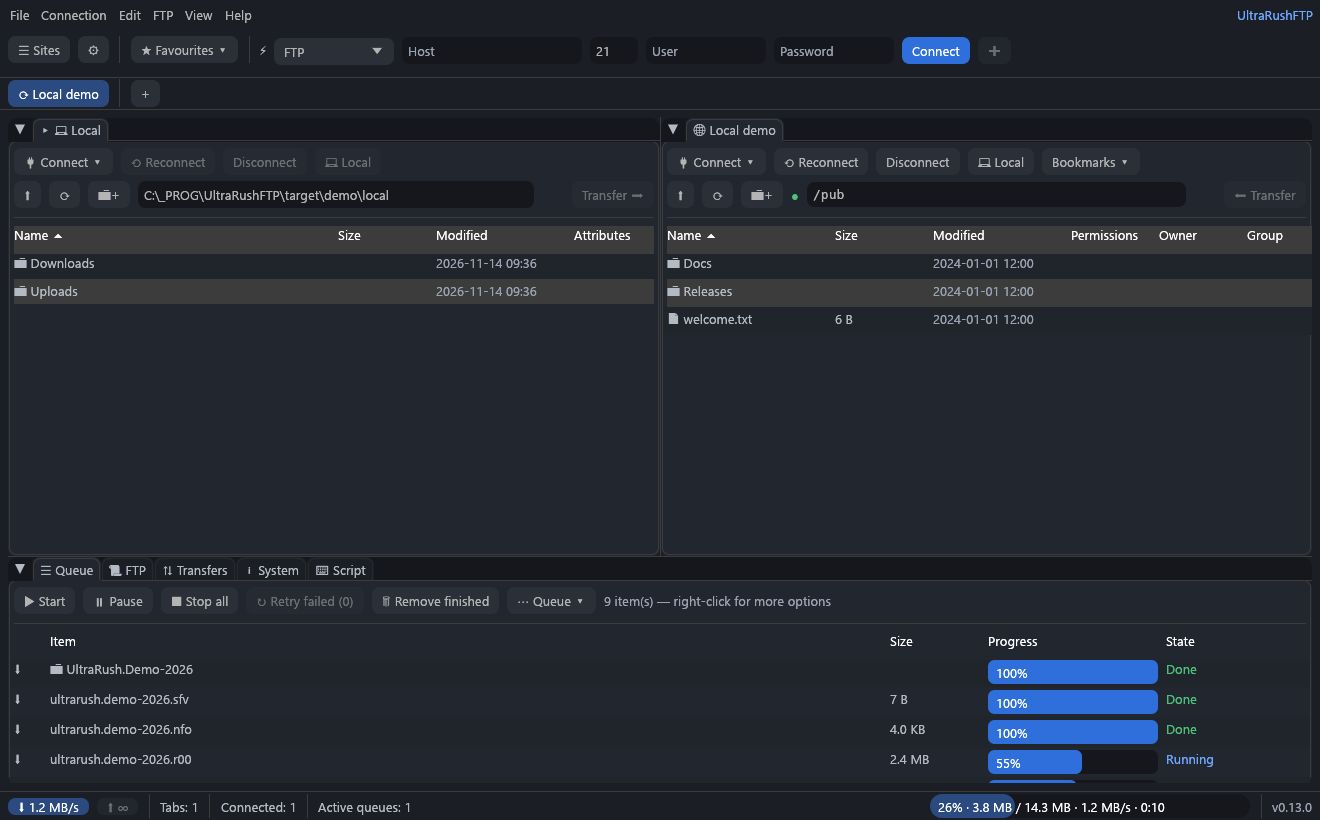 File Connection Edit FTP View Help UltraRushFTP
Sites Favourites FTP Host 21 User Password Connect +
Local demo +
Local
Connect Reconnect Disconnect Local
C:\_PROG\UltraRushFTP\target\demo\local Transfer
Name Size Modified Attributes
Downloads 2026-11-14 09:36
Uploads 2026-11-14 09:36
Local demo
Connect Reconnect Disconnect Local Bookmarks
/pub Transfer
Name Size Modified Permissions Owner Group
Docs 2024-01-01 12:00
Releases 2024-01-01 12:00
welcome.txt 6 B 2024-01-01 12:00
Queue FTP Transfers System Script
Start Pause Stop all Retry failed (0) Remove finished ··· Queue 9 item(s) — right-click for more options
Item Size Progress State
UltraRush.Demo-2026 100% Done
ultrarush.demo-2026.sfv 7 B 100% Done
ultrarush.demo-2026.nfo 4.0 KB 100% Done
ultrarush.demo-2026.r00 2.4 MB 55% Running
1.2 MB/s ∞ Tabs: 1 Connected: 1 Active queues: 1 26% · 3.8 MB / 14.3 MB · 1.2 MB/s · 0:10 v0.13.0